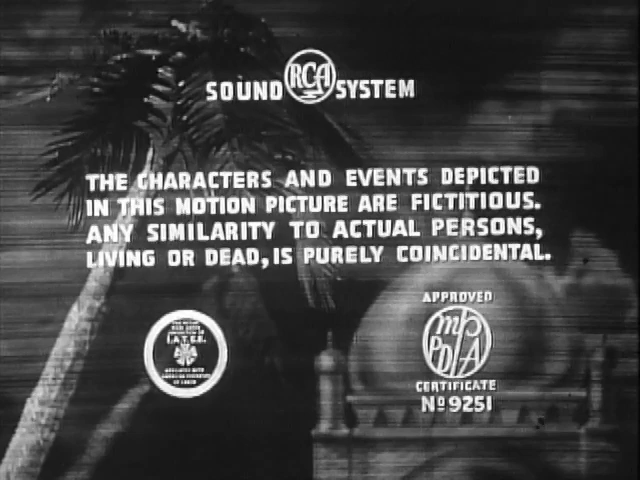 SOUND RCA SYSTEM
THE CHARACTERS AND EVENTS DEPICTED
IN THIS MOTION PICTURE ARE FICTITIOUS.
ANY SIMILARITY TO ACTUAL PERSONS,
LIVING OR DEAD, IS PURELY COINCIDENTAL.
I.A.T.S.E.
APPROVED
MPPDA
CERTIFICATE
Nº 9251